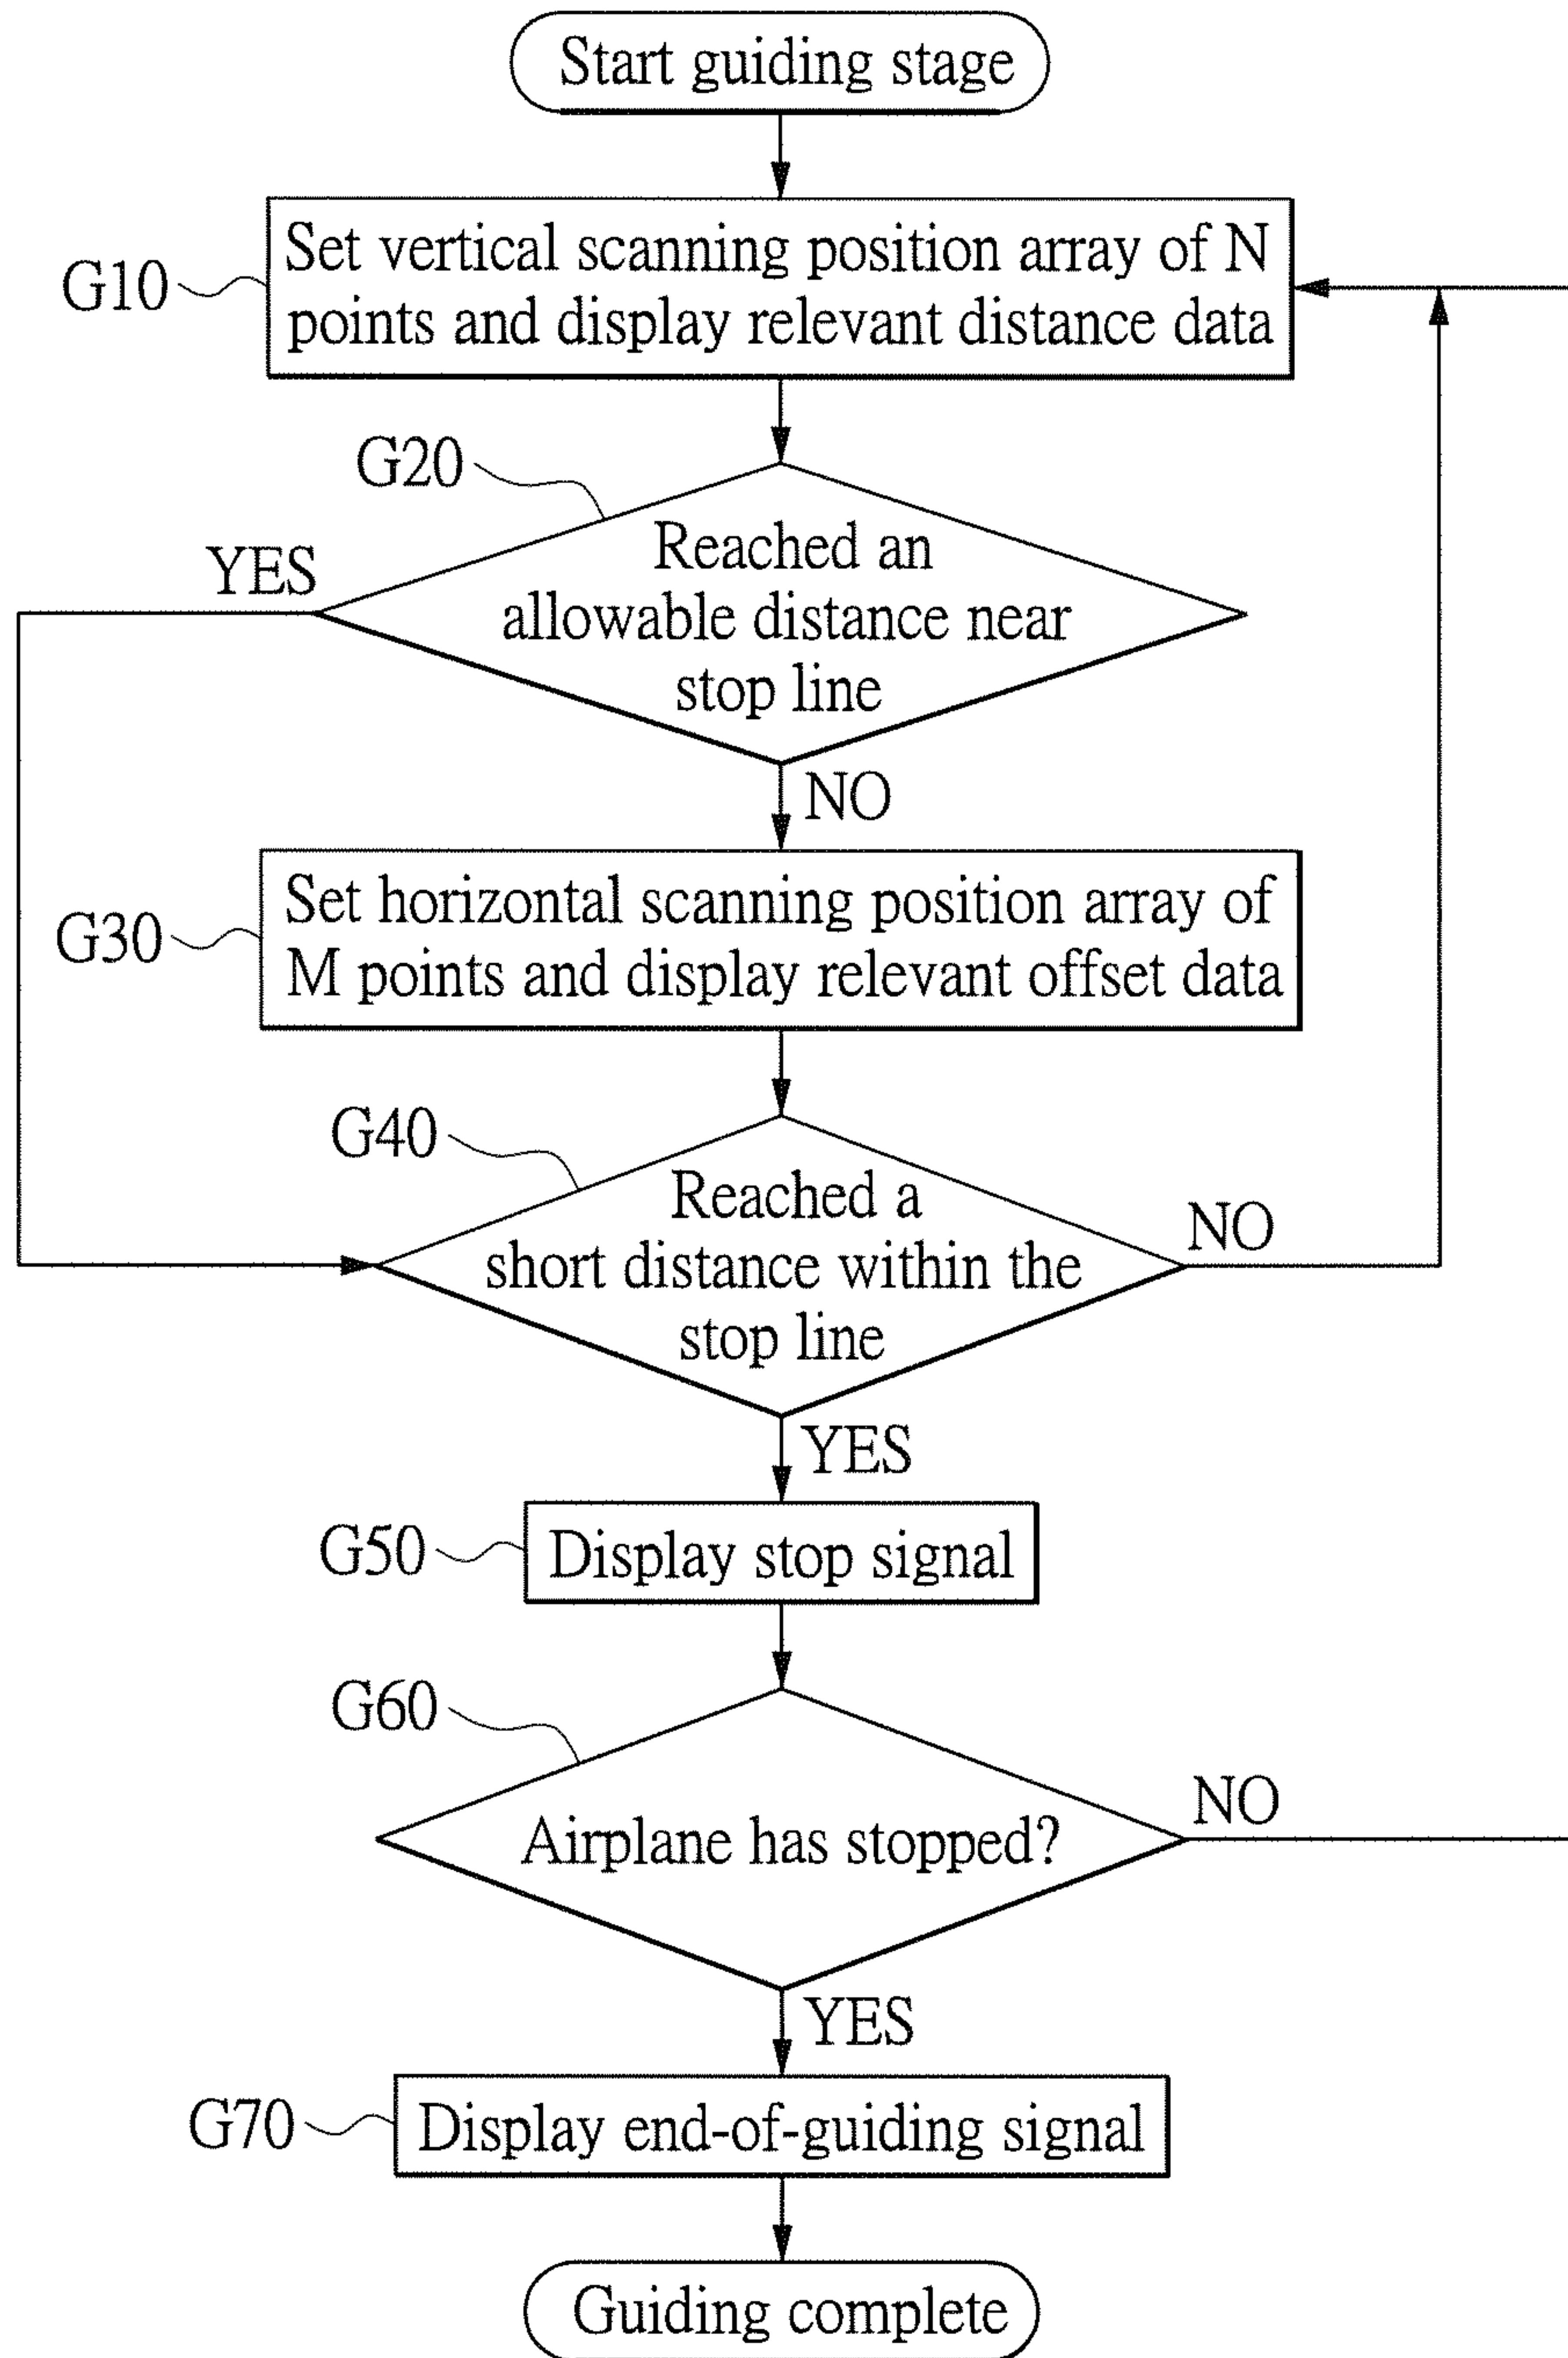 Start guiding stage
G10
Set vertical scanning position array of N
points and display relevant distance data
G20
YES
Reached an
allowable distance near
stop line
NO
G30
Set horizontal scanning position array of
M points and display relevant offset data
G40
Reached a
short distance within the
stop line
NO
YES
G50
Display stop signal
G60
Airplane has stopped?
NO
YES
G70
Display end-of-guiding signal
Guiding complete